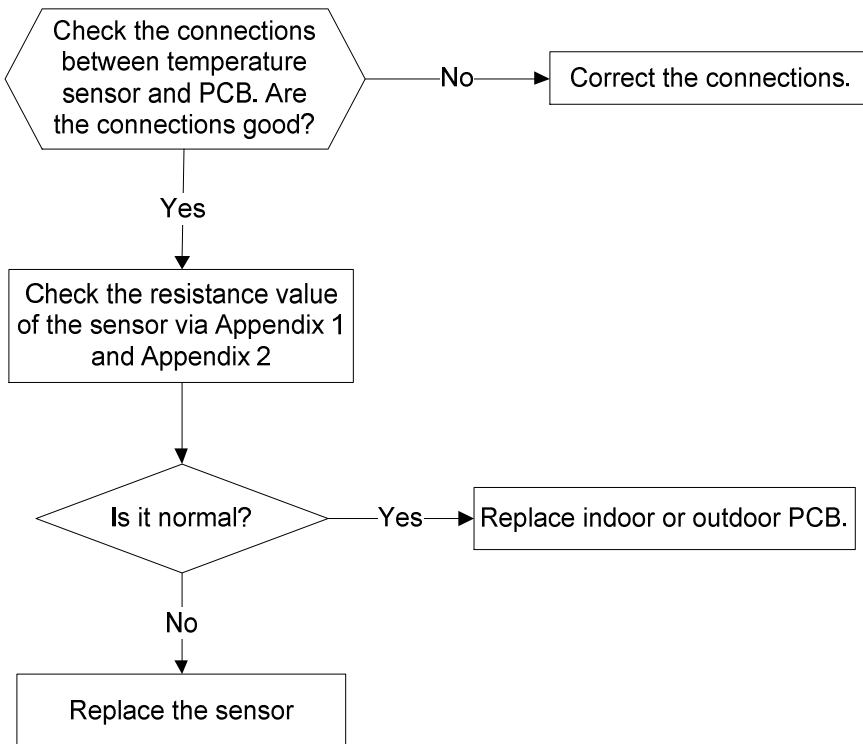 Check the connections
between temperature
sensor and PCB. Are
the connections good?
No
Correct the connections.
Yes
Check the resistance value
of the sensor via Appendix 1
and Appendix 2
Is it normal?
Yes
Replace indoor or outdoor PCB.
No
Replace the sensor